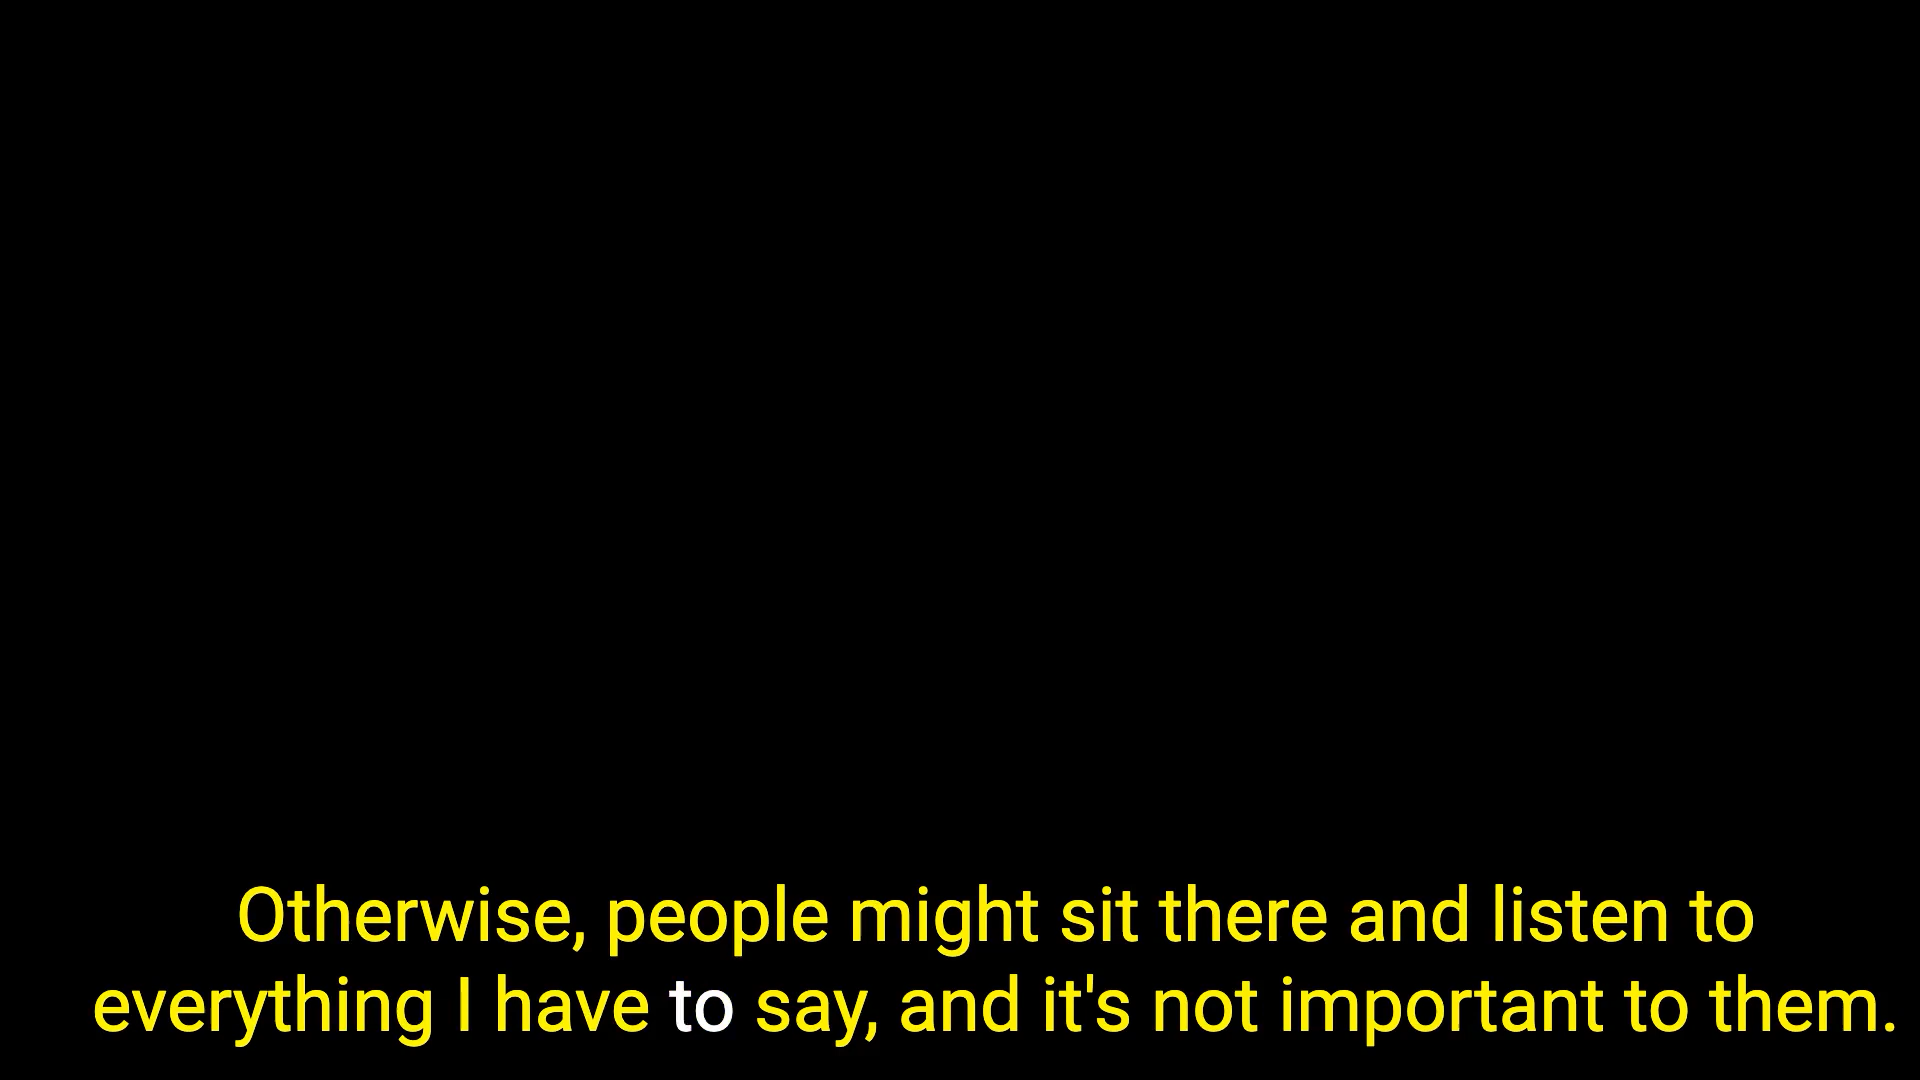 Otherwise, people might sit there and listen to
everything I have to say, and it's not important to them.